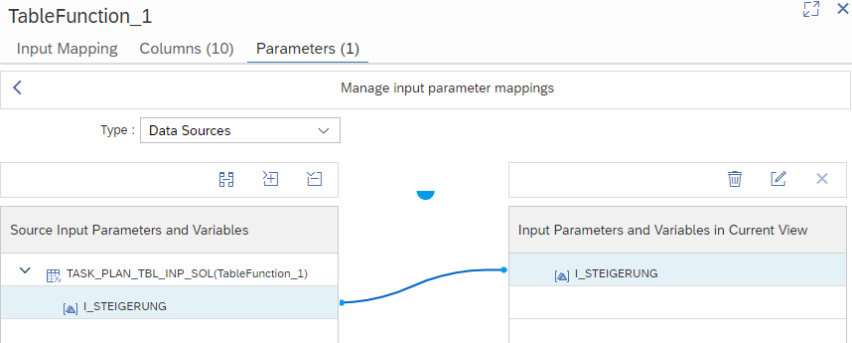 TableFunction_1
Input Mapping Columns (10) Parameters (1)
Manage input parameter mappings
Type : Data Sources
Source Input Parameters and Variables Input Parameters and Variables in Current View
TASK_PLAN_TBL_INP_SOL(TableFunction_1) I_STEIGERUNG
I_STEIGERUNG